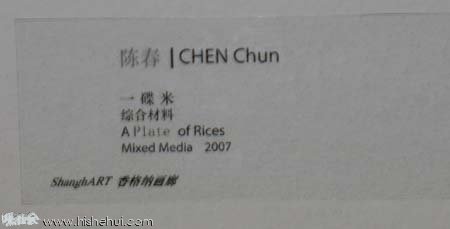 陈春 | CHEN Chun
一碟米
综合材料
A Plate of Rices
Mixed Media 2007
ShanghART 香格纳画廊
www.hishehui.com